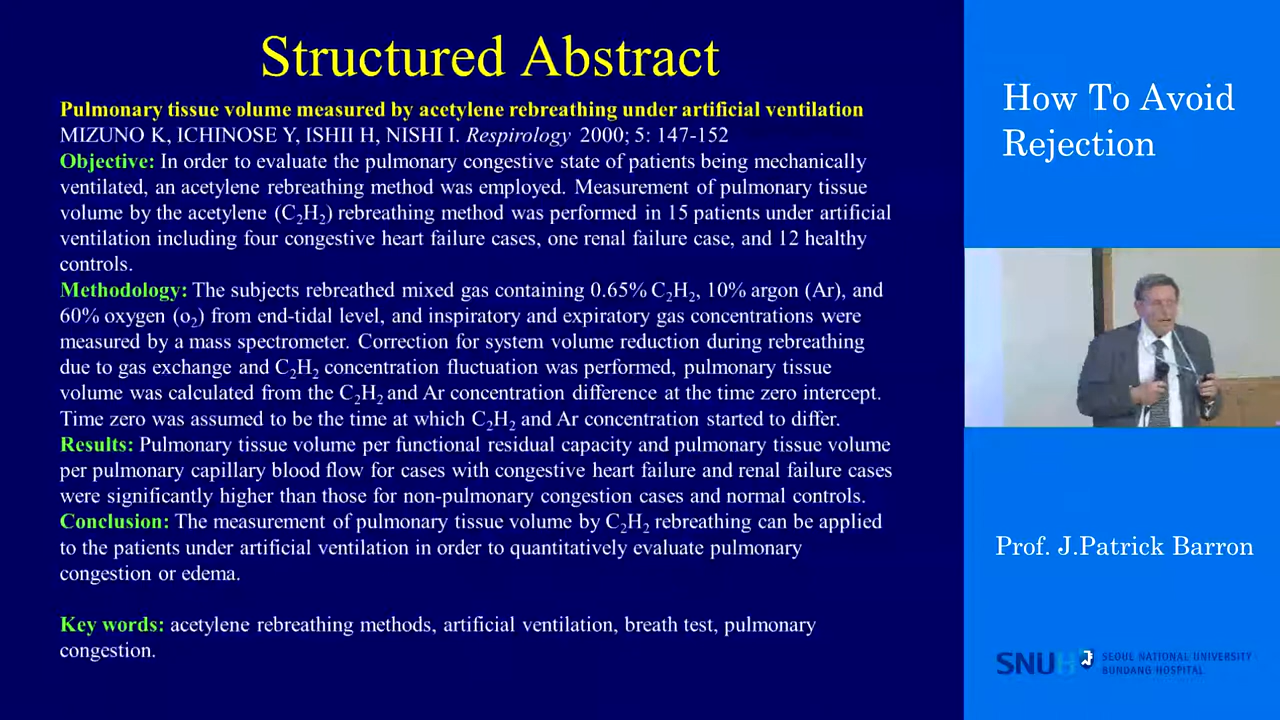 Structured Abstract
Pulmonary tissue volume measured by acetylene rebreathing under artificial ventilation
MIZUNO K, ICHINOSE Y, ISHII H, NISHI I. Respirology 2000; 5: 147-152
Objective: In order to evaluate the pulmonary congestive state of patients being mechanically
ventilated, an acetylene rebreathing method was employed. Measurement of pulmonary tissue
volume by the acetylene (C₂H₂) rebreathing method was performed in 15 patients under artificial
ventilation including four congestive heart failure cases, one renal failure case, and 12 healthy
controls.
Methodology: The subjects rebreathed mixed gas containing 0.65% C₂H₂, 10% argon (Ar), and
60% oxygen (o₂) from end-tidal level, and inspiratory and expiratory gas concentrations were
measured by a mass spectrometer. Correction for system volume reduction during rebreathing
due to gas exchange and C₂H₂ concentration fluctuation was performed, pulmonary tissue
volume was calculated from the C₂H₂ and Ar concentration difference at the time zero intercept.
Time zero was assumed to be the time at which C₂H₂ and Ar concentration started to differ.
Results: Pulmonary tissue volume per functional residual capacity and pulmonary tissue volume
per pulmonary capillary blood flow for cases with congestive heart failure and renal failure cases
were significantly higher than those for non-pulmonary congestion cases and normal controls.
Conclusion: The measurement of pulmonary tissue volume by C₂H₂ rebreathing can be applied
to the patients under artificial ventilation in order to quantitatively evaluate pulmonary
congestion or edema.
Key words: acetylene rebreathing methods, artificial ventilation, breath test, pulmonary
congestion.
How To Avoid
Rejection
Prof. J.Patrick Barron
SNUH
SEOUL NATIONAL UNIVERSITY
BUNDANG HOSPITAL